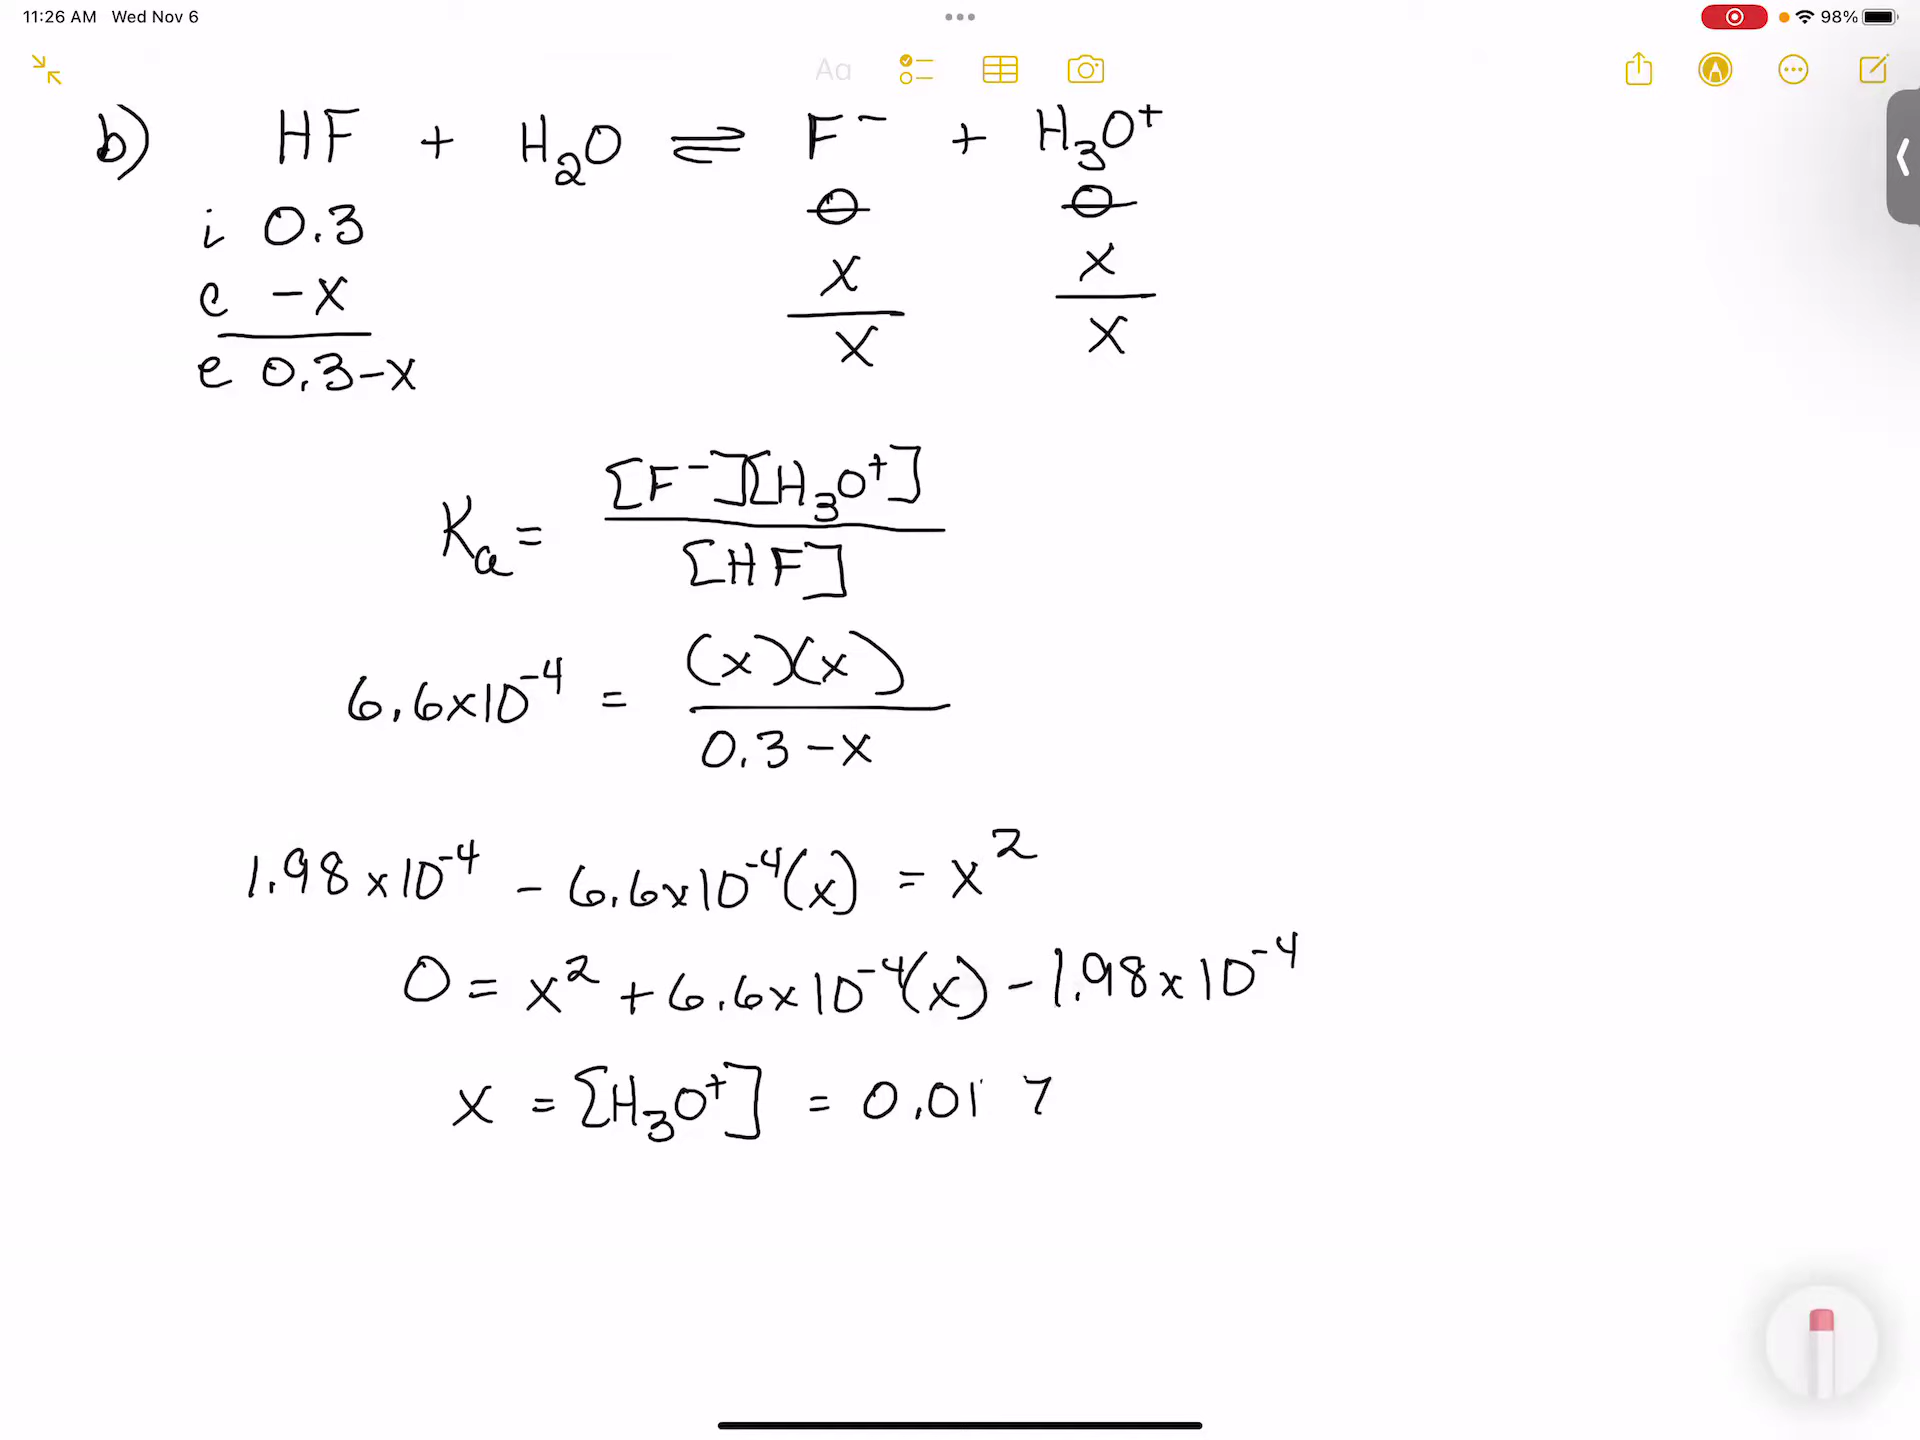 11:26 AM Wed Nov 6
98%
Aa
b) HF + H₂O ⇌ F⁻ + H₃O⁺
i 0.3 0 0
c -x x x
e 0.3-x x x
Kₐ = [F⁻][H₃O⁺] / [HF]
6.6x10⁻⁴ = (x)(x) / 0.3-x
1.98x10⁻⁴ - 6.6x10⁻⁴(x) = x²
0 = x² + 6.6x10⁻⁴(x) - 1.98x10⁻⁴
x = [H₃O⁺] = 0.01 7